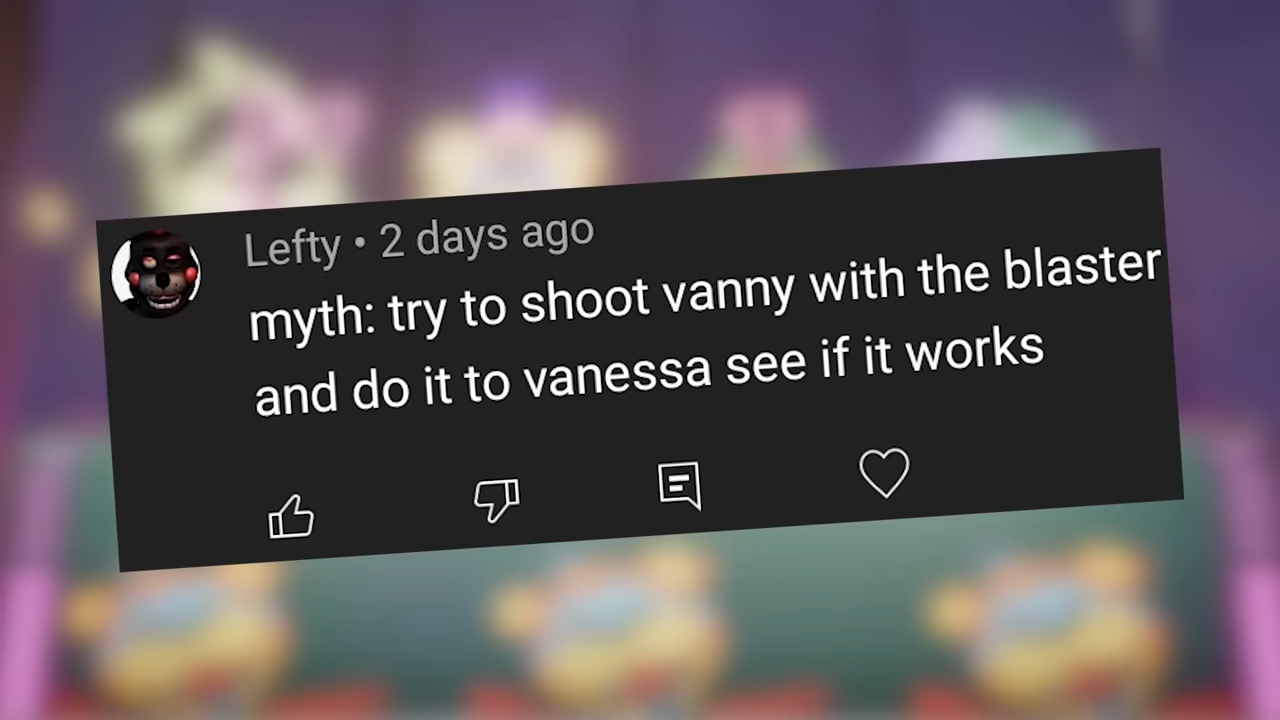 Lefty • 2 days ago
myth: try to shoot vanny with the blaster
and do it to vanessa see if it works